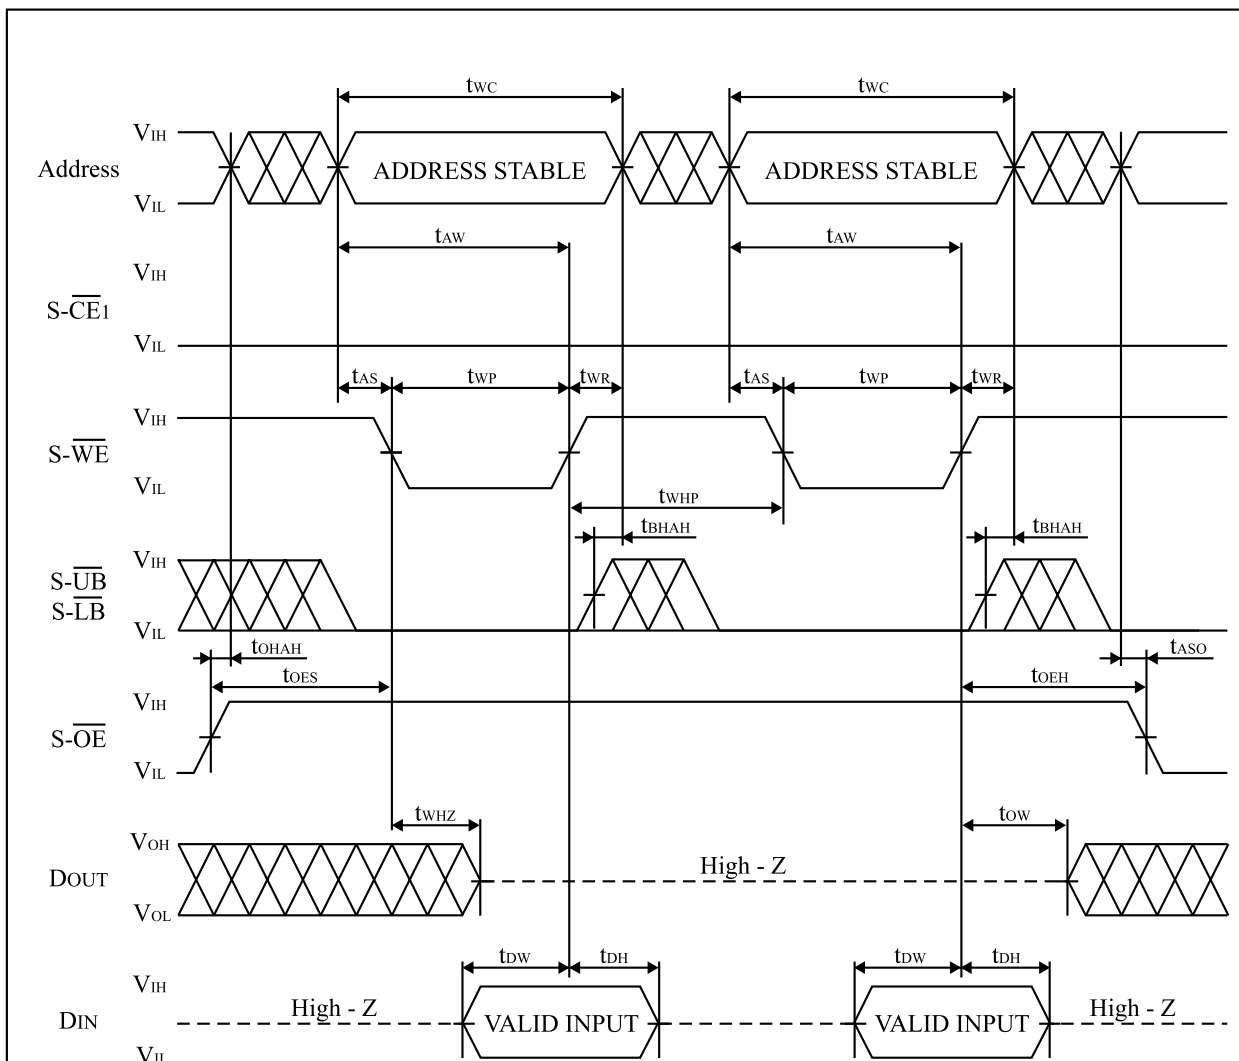 tWC tWC
VIH
Address ADDRESS STABLE ADDRESS STABLE
VIL
tAW tAW
VIH
S-CE1
VIL
tAS tWP tWR tAS tWP tWR
VIH
S-WE
VIL
tWHP
tBHAH tBHAH
VIH
S-UB
S-LB
VIL
tOHAH tASO
tOES tOEH
VIH
S-OE
VIL
tWHZ tOW
VOH
DOUT High - Z
VOL
tDW tDH tDW tDH
VIH
High - Z High - Z
DIN VALID INPUT VALID INPUT
VIL